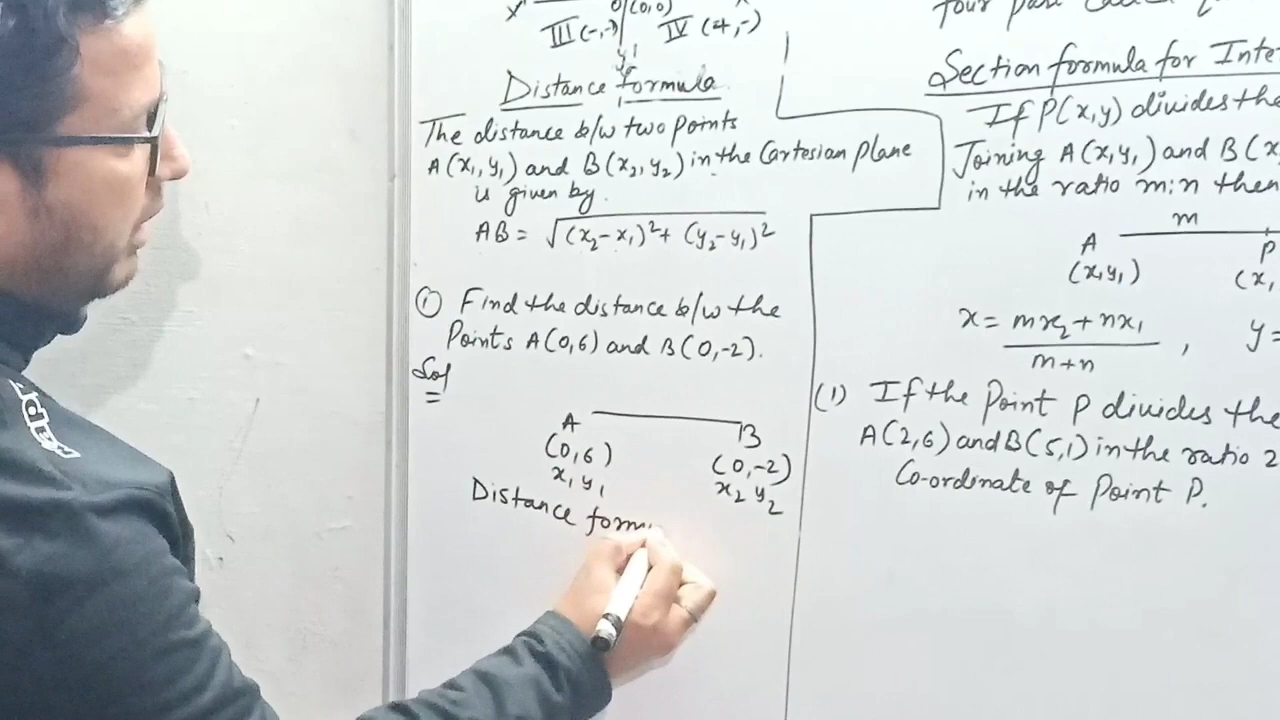 X' O (0,0) X
III (-,-) IV (+,-)
y'
Distance formula
The distance b/w two points
A(x₁,y₁) and B(x₂,y₂) in the Cartesian plane
is given by.
AB = √(x₂-x₁)²+ (y₂-y₁)²
① Find the distance b/w the
Points A(0,6) and B(0,-2).
Sol
=
A B
(0,6) (0,-2)
x₁ y₁ x₂ y₂
Distance form
four part called
Section formula for Inte
If P(x,y) divides the
Joining A(x,y₁) and B(x
in the ratio m:n then
m
A P
(x,y₁) (x,
x = mx₂+nx₁ / m+n , y =
(1) If the Point P divides the
A(2,6) and B(5,1) in the ratio 2
Co-ordinate of Point P.